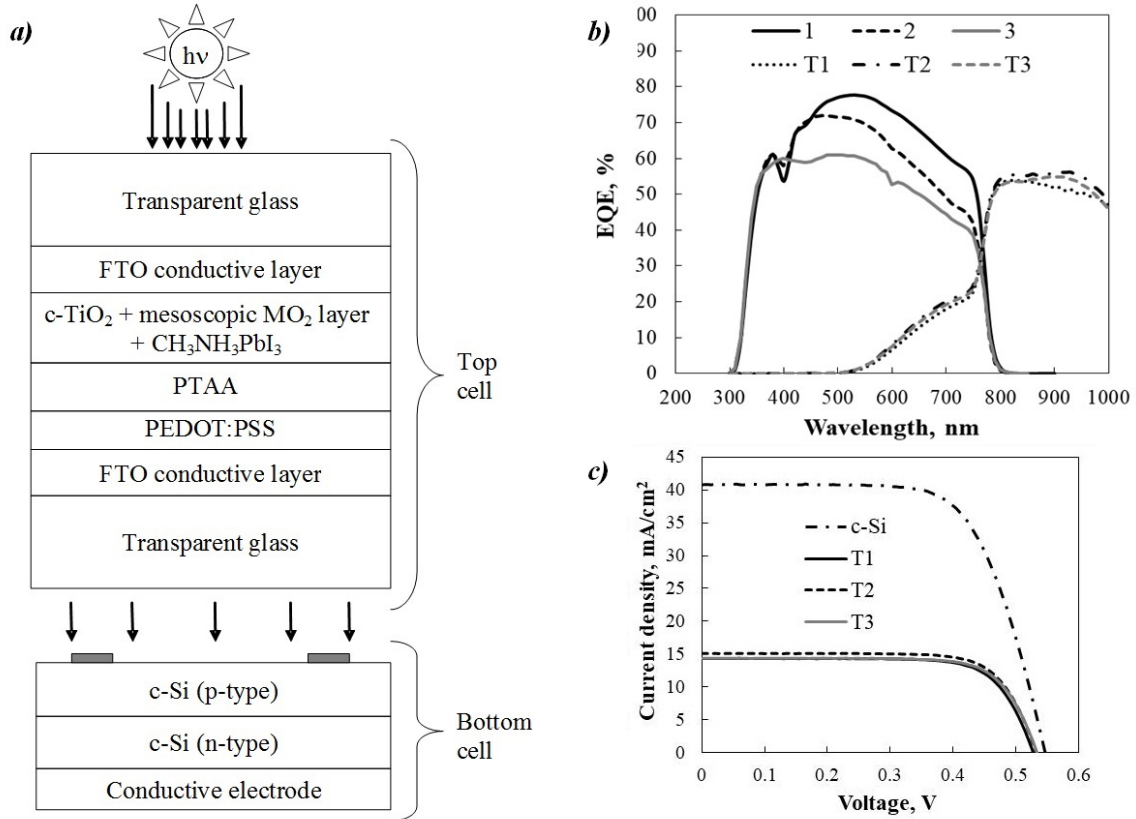 a)
hν
Transparent glass
FTO conductive layer
c-TiO₂ + mesoscopic MO₂ layer
+ CH₃NH₃PbI₃
PTAA
PEDOT:PSS
FTO conductive layer
Transparent glass
Top
cell
c-Si (p-type)
c-Si (n-type)
Conductive electrode
Bottom
cell
b)
1 2 3
T1 T2 T3
EQE, %
00
90
80
70
60
50
40
30
20
10
0
200 300 400 500 600 700 800 900 1000
Wavelength, nm
c)
Current density, mA/cm²
45
40
35
30
25
20
15
10
5
0
c-Si
T1
T2
T3
0 0.1 0.2 0.3 0.4 0.5 0.6
Voltage, V